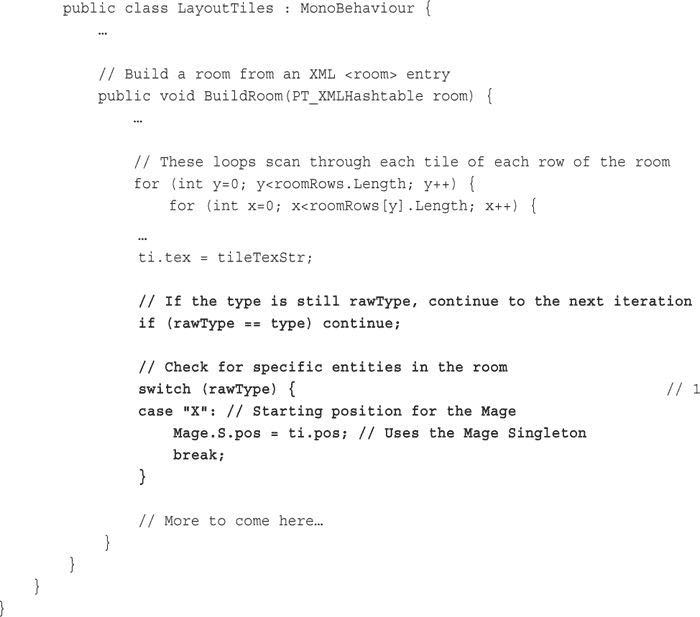 public class LayoutTiles : MonoBehaviour {
…
// Build a room from an XML <room> entry
public void BuildRoom(PT_XMLHashtable room) {
…
// These loops scan through each tile of each row of the room
for (int y=0; y<roomRows.Length; y++) {
for (int x=0; x<roomRows[y].Length; x++) {
…
ti.tex = tileTexStr;
// If the type is still rawType, continue to the next iteration
if (rawType == type) continue;
// Check for specific entities in the room
switch (rawType) { // 1
case "X": // Starting position for the Mage
Mage.S.pos = ti.pos; // Uses the Mage Singleton
break;
}
// More to come here…
}
}
}
}